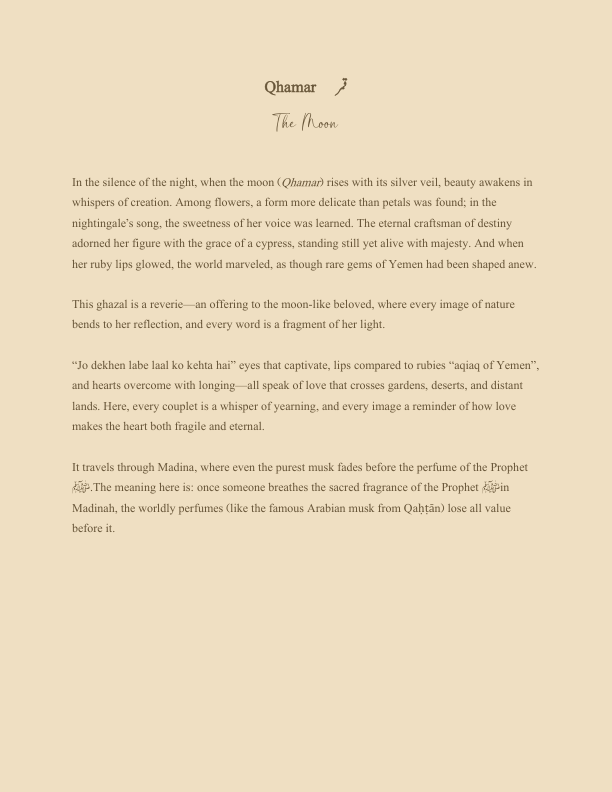 Qhamar قمر
The Moon
In the silence of the night, when the moon (Qhamar) rises with its silver veil, beauty awakens in
whispers of creation. Among flowers, a form more delicate than petals was found; in the
nightingale’s song, the sweetness of her voice was learned. The eternal craftsman of destiny
adorned her figure with the grace of a cypress, standing still yet alive with majesty. And when
her ruby lips glowed, the world marveled, as though rare gems of Yemen had been shaped anew.
This ghazal is a reverie—an offering to the moon-like beloved, where every image of nature
bends to her reflection, and every word is a fragment of her light.
“Jo dekhen labe laal ko kehta hai” eyes that captivate, lips compared to rubies “aqiaq of Yemen”,
and hearts overcome with longing—all speak of love that crosses gardens, deserts, and distant
lands. Here, every couplet is a whisper of yearning, and every image a reminder of how love
makes the heart both fragile and eternal.
It travels through Madina, where even the purest musk fades before the perfume of the Prophet
ﷺ.The meaning here is: once someone breathes the sacred fragrance of the Prophet ﷺin
Madinah, the worldly perfumes (like the famous Arabian musk from Qaḥṭān) lose all value
before it.